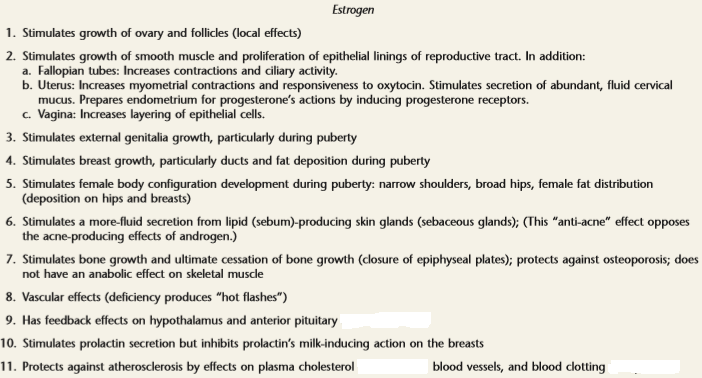 Estrogen
1. Stimulates growth of ovary and follicles (local effects)
2. Stimulates growth of smooth muscle and proliferation of epithelial linings of reproductive tract. In addition:
a. Fallopian tubes: Increases contractions and ciliary activity.
b. Uterus: Increases myometrial contractions and responsiveness to oxytocin. Stimulates secretion of abundant, fluid cervical
mucus. Prepares endometrium for progesterone's actions by inducing progesterone receptors.
c. Vagina: Increases layering of epithelial cells.
3. Stimulates external genitalia growth, particularly during puberty
4. Stimulates breast growth, particularly ducts and fat deposition during puberty
5. Stimulates female body configuration development during puberty: narrow shoulders, broad hips, female fat distribution
(deposition on hips and breasts)
6. Stimulates a more-fluid secretion from lipid (sebum)-producing skin glands (sebaceous glands); (This "anti-acne" effect opposes
the acne-producing effects of androgen.)
7. Stimulates bone growth and ultimate cessation of bone growth (closure of epiphyseal plates); protects against osteoporosis; does
not have an anabolic effect on skeletal muscle
8. Vascular effects (deficiency produces "hot flashes")
9. Has feedback effects on hypothalamus and anterior pituitary
10. Stimulates prolactin secretion but inhibits prolactin's milk-inducing action on the breasts
11. Protects against atherosclerosis by effects on plasma cholesterol blood vessels, and blood clotting